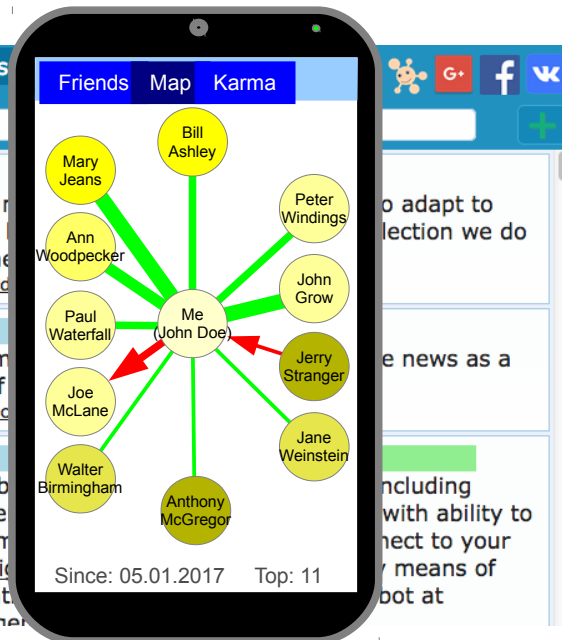 s
Friends Map Karma
G+
f
Bill
Ashley
Mary
Jeans
Peter
Windings
Ann
Woodpecker
John
Grow
Me
(John Doe)
Paul
Waterfall
Jerry
Stranger
Joe
McLane
Jane
Weinstein
Walter
Birmingham
Anthony
McGregor
Since: 05.01.2017 Top: 11
o adapt to
lection we do
e news as a
f
ncluding
with ability to
nect to your
y means of
bot at